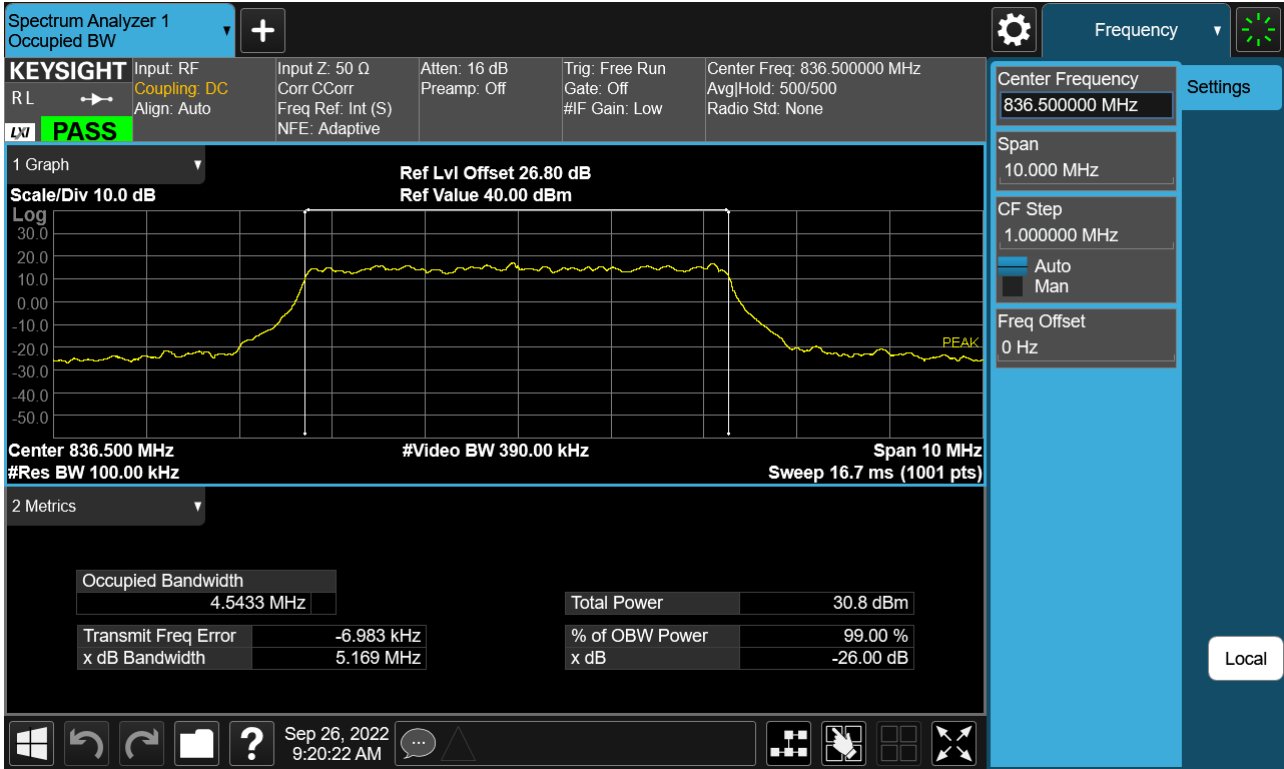 Spectrum Analyzer 1
Occupied BW
+
Frequency
KEYSIGHT
R L
LXI
PASS
Input: RF
Coupling: DC
Align: Auto
Input Z: 50 Ω
Corr CCorr
Freq Ref: Int (S)
NFE: Adaptive
Atten: 16 dB
Preamp: Off
Trig: Free Run
Gate: Off
#IF Gain: Low
Center Freq: 836.500000 MHz
Avg|Hold: 500/500
Radio Std: None
Center Frequency
836.500000 MHz
Settings
Span
10.000 MHz
CF Step
1.000000 MHz
Auto
Man
Freq Offset
0 Hz
Local
1 Graph
Scale/Div 10.0 dB
Ref Lvl Offset 26.80 dB
Ref Value 40.00 dBm
Log
30.0
20.0
10.0
0.00
-10.0
-20.0
-30.0
-40.0
-50.0
PEAK
Center 836.500 MHz
#Video BW 390.00 kHz
Span 10 MHz
#Res BW 100.00 kHz
Sweep 16.7 ms (1001 pts)
2 Metrics
Occupied Bandwidth
4.5433 MHz
Total Power 30.8 dBm
Transmit Freq Error -6.983 kHz
% of OBW Power 99.00 %
x dB Bandwidth 5.169 MHz
x dB -26.00 dB
?
Sep 26, 2022
9:20:22 AM